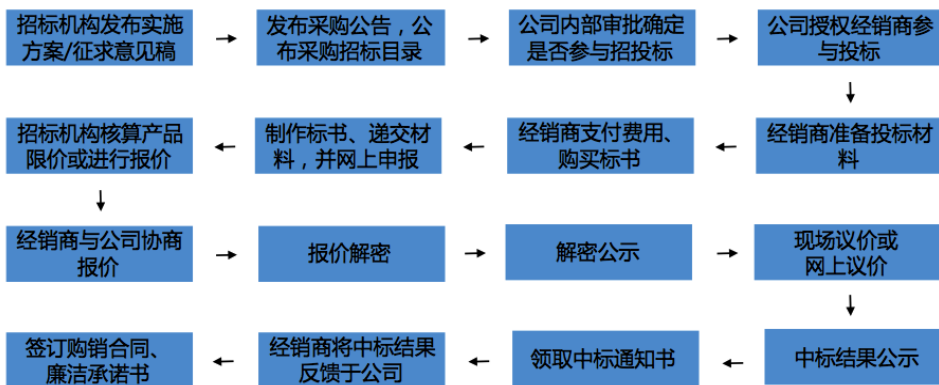 招标机构发布实施
方案/征求意见稿
发布采购公告，公
布采购招标目录
公司内部审批确定
是否参与招投标
公司授权经销商参
与投标
经销商准备投标材
料
经销商支付费用、
购买标书
制作标书、递交材
料，并网上申报
招标机构核算产品
限价或进行报价
经销商与公司协商
报价
报价解密
解密公示
现场议价或
网上议价
中标结果公示
领取中标通知书
经销商将中标结果
反馈于公司
签订购销合同、
廉洁承诺书